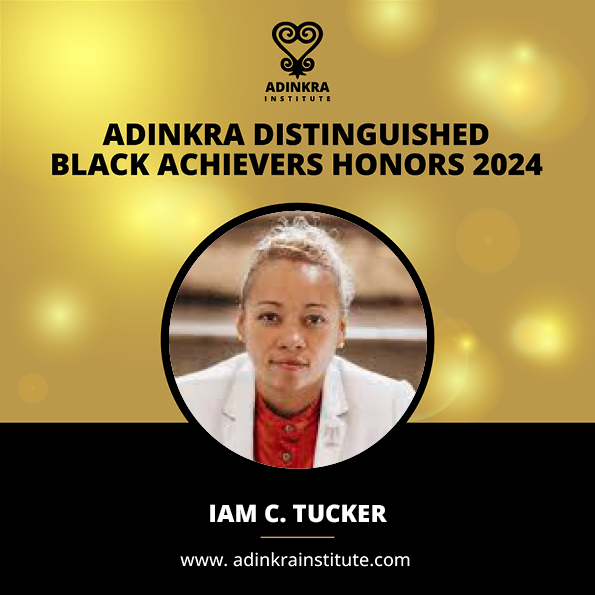 ADINKRA
INSTITUTE
ADINKRA DISTINGUISHED
BLACK ACHIEVERS HONORS 2024
IAM C. TUCKER
www. adinkrainstitute.com